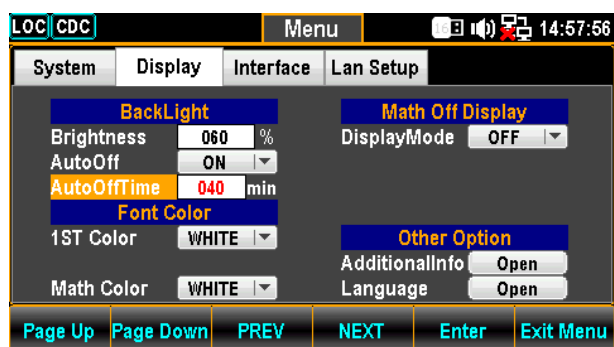 LOC CDC Menu 16 14:57:56
System Display Interface Lan Setup
BackLight Math Off Display
Brightness 060 % DisplayMode OFF
AutoOff ON
AutoOffTime 040 min
Font Color
1ST Color WHITE Other Option
AdditionalInfo Open
Math Color WHITE Language Open
Page Up Page Down PREV NEXT Enter Exit Menu